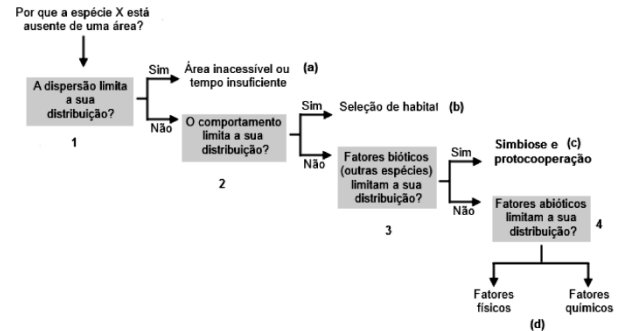 Por que a espécie X está
ausente de uma área?
A dispersão limita
a sua
distribuição?
1
Sim
Não
Área inacessível ou
tempo insuficiente
(a)
O comportamento
limita a sua
distribuição?
2
Sim
Não
Seleção de habitat
(b)
Fatores bióticos
(outras espécies)
limitam a sua
distribuição?
3
Sim
Não
Simbiose e
protocooperação
(c)
Fatores abióticos
limitam a sua
distribuição?
4
Fatores
físicos
Fatores
químicos
(d)